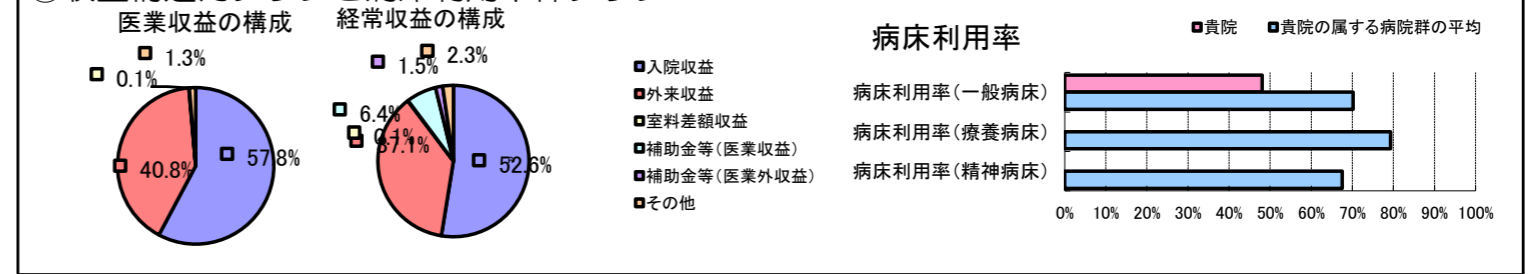 医業収益の構成
経常収益の構成
1.3%
0.1%
57.8%
40.8%
2.3%
1.5%
6.4%
0.1%
37.1%
52.6%
入院収益
外来収益
室料差額収益
補助金等(医業収益)
補助金等(医業外収益)
その他
病床利用率
貴院
貴院の属する病院群の平均
病床利用率(一般病床)
病床利用率(療養病床)
病床利用率(精神病床)
0% 10% 20% 30% 40% 50% 60% 70% 80% 90% 100%